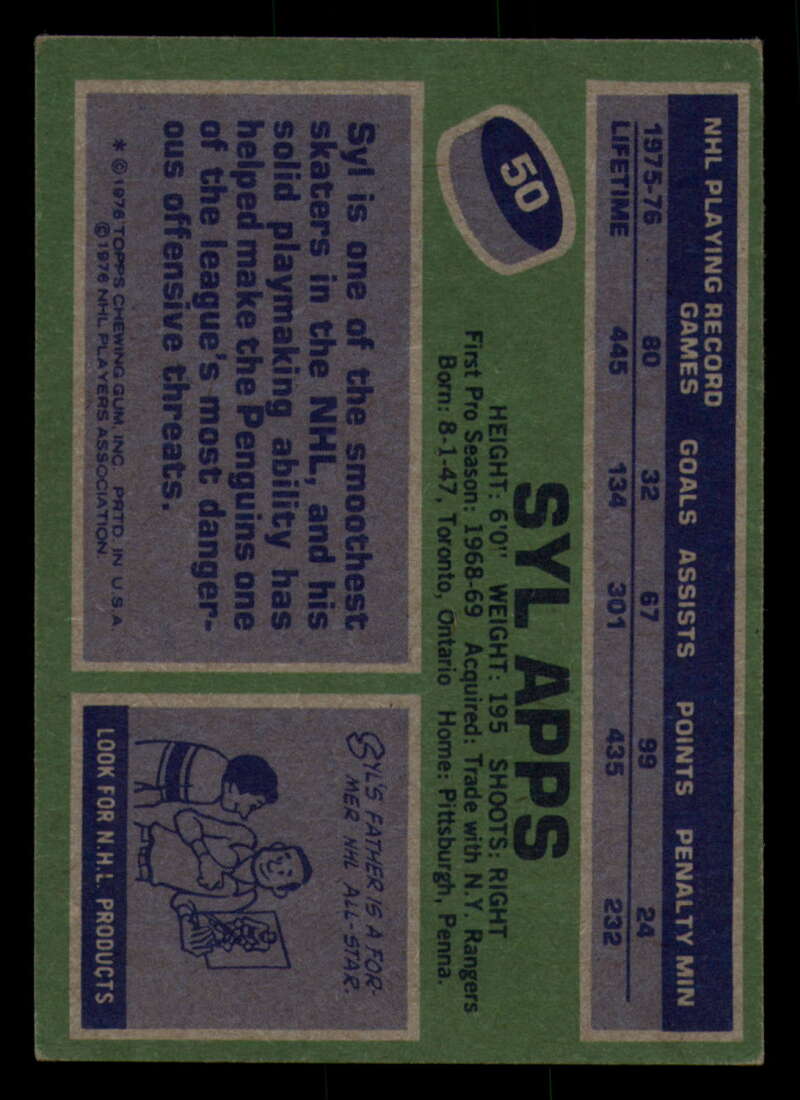 NHL PLAYING RECORD
GAMES GOALS ASSISTS POINTS PENALTY MIN
1975-76 80 32 67 99 24
LIFETIME 445 134 301 435 232
50
SYL APPS
HEIGHT: 6'0" WEIGHT: 195 SHOOTS: RIGHT
First Pro Season: 1968-69 Acquired: Trade with N.Y. Rangers
Born: 8-1-47, Toronto, Ontario Home: Pittsburgh, Penna.
Syl is one of the smoothest
skaters in the NHL, and his
solid playmaking ability has
helped make the Penguins one
of the league's most danger-
ous offensive threats.
* © 1976 TOPPS CHEWING GUM, INC. PRTD. IN U.S.A.
© 1976 NHL PLAYERS ASSOCIATION.
SYL'S FATHER IS A FOR-
MER NHL ALL-STAR.
LOOK FOR N.H.L. PRODUCTS